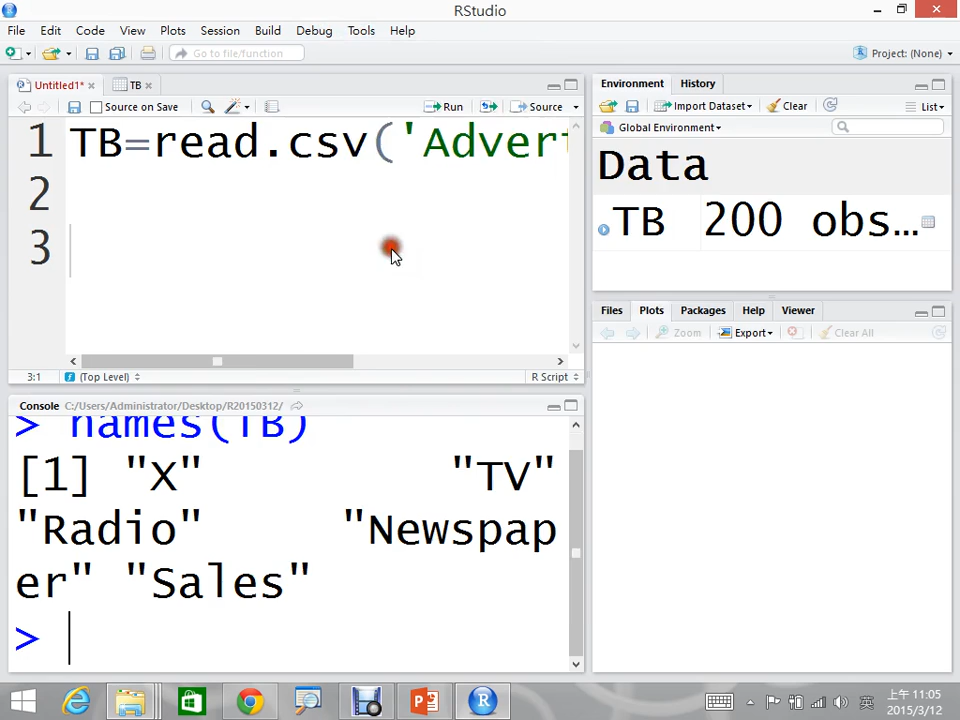 RStudio
File Edit Code View Plots Session Build Debug Tools Help
Go to file/function
Project: (None)
Untitled1* TB
Source on Save
Run
Source
1 TB=read.csv('Advert
2
3
3:1 (Top Level) R Script
Console C:/Users/Administrator/Desktop/R20150312/
> names(TB)
[1] "X" "TV"
"Radio" "Newspap
er" "Sales"
>
Environment History
Import Dataset Clear List
Global Environment
Data
TB 200 obs…
Files Plots Packages Help Viewer
Zoom Export Clear All
英
上午 11:05
2015/3/12